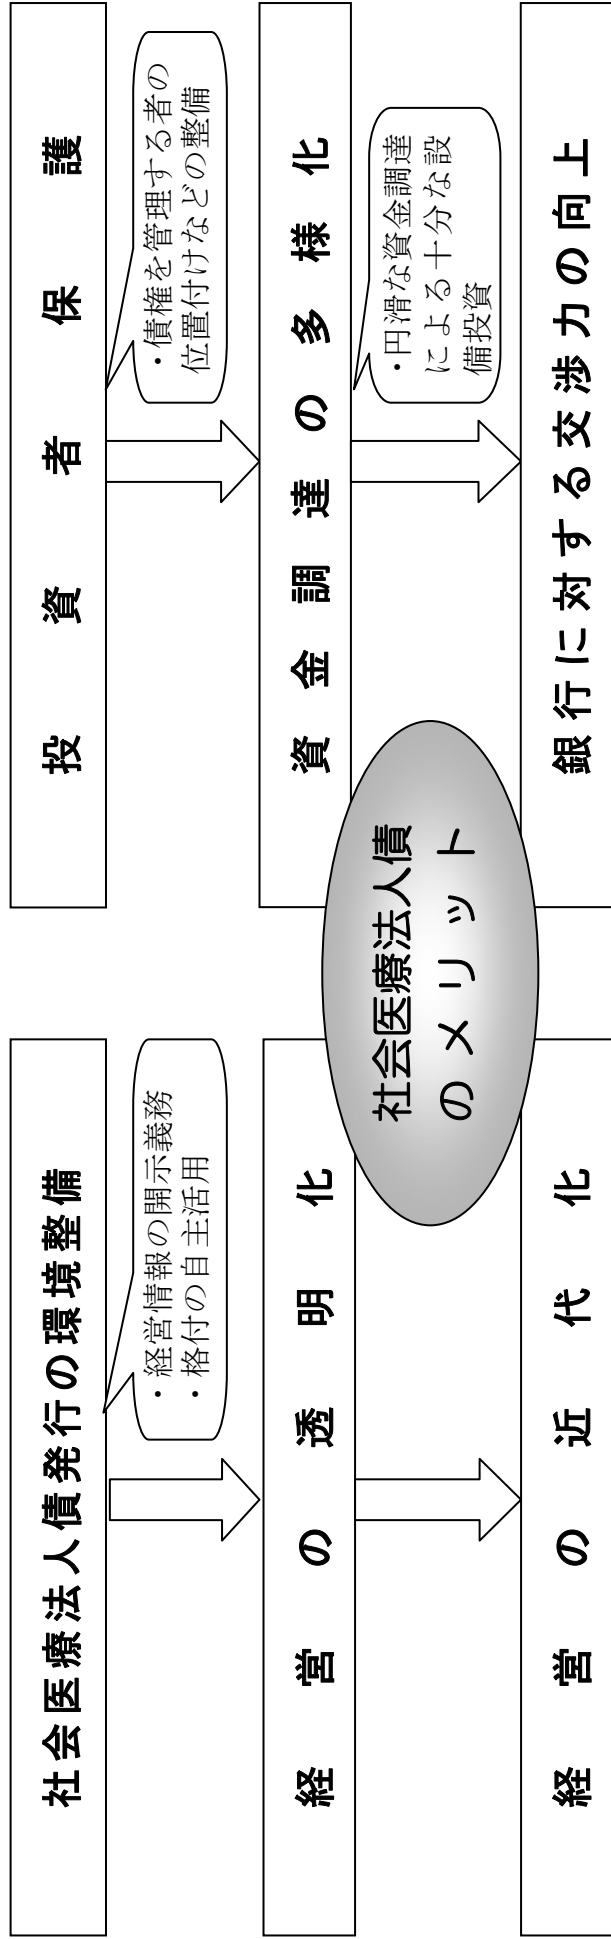 社会医療法人債発行の環境整備
・経営情報の開示義務
・格付の自主活用
経営の透明化
経営の近代化
投資者保護
・債権を管理する者の
位置付けなどの整備
資金調達の多様化
・円滑な資金調達
による十分な設
備投資
銀行に対する交渉力の向上
社会医療法人債
のメリット